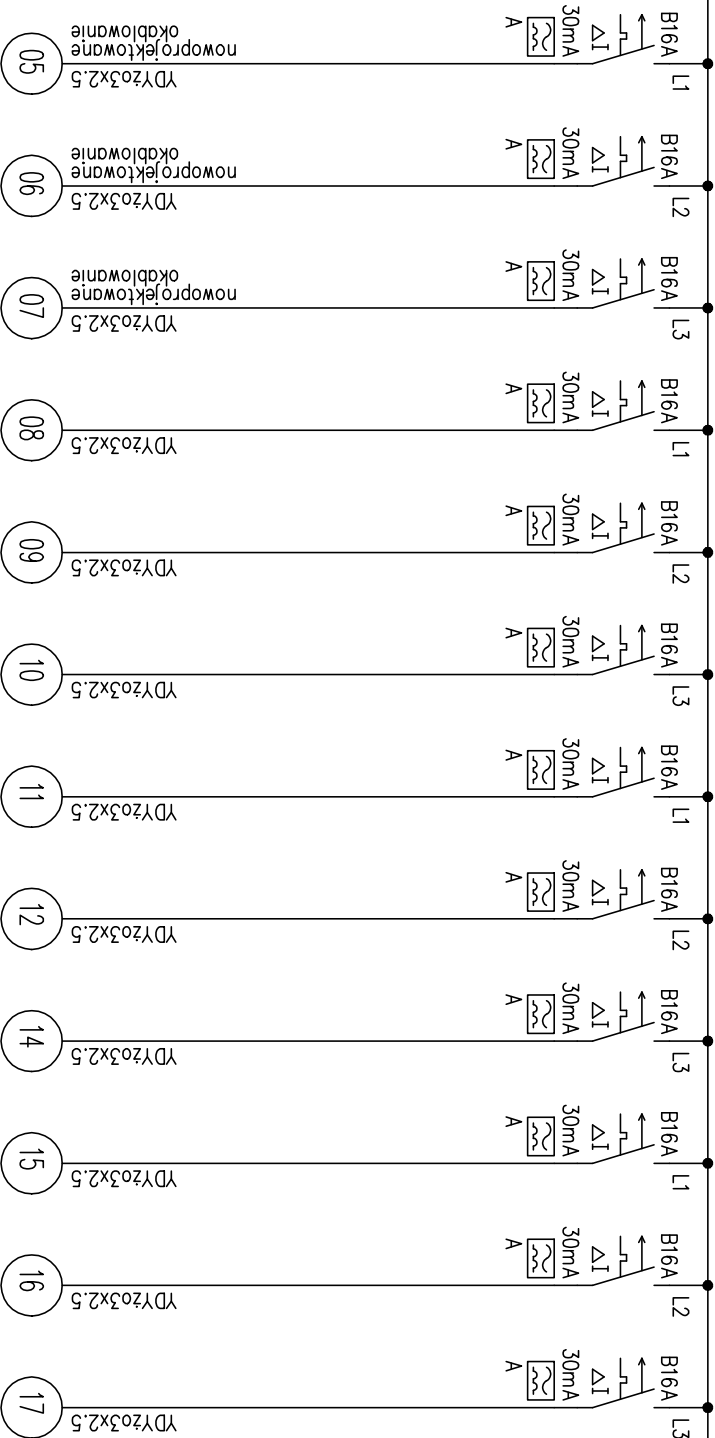 B16A
L1
30mA
ΔI
A
nowoprojektowane
okablowanie
YDYżo3x2.5
05
B16A
L2
30mA
ΔI
A
nowoprojektowane
okablowanie
YDYżo3x2.5
06
B16A
L3
30mA
ΔI
A
nowoprojektowane
okablowanie
YDYżo3x2.5
07
B16A
L1
30mA
ΔI
A
YDYżo3x2.5
08
B16A
L2
30mA
ΔI
A
YDYżo3x2.5
09
B16A
L3
30mA
ΔI
A
YDYżo3x2.5
10
B16A
L1
30mA
ΔI
A
YDYżo3x2.5
11
B16A
L2
30mA
ΔI
A
YDYżo3x2.5
12
B16A
L3
30mA
ΔI
A
YDYżo3x2.5
14
B16A
L1
30mA
ΔI
A
YDYżo3x2.5
15
B16A
L2
30mA
ΔI
A
YDYżo3x2.5
16
B16A
L3
30mA
ΔI
A
YDYżo3x2.5
17